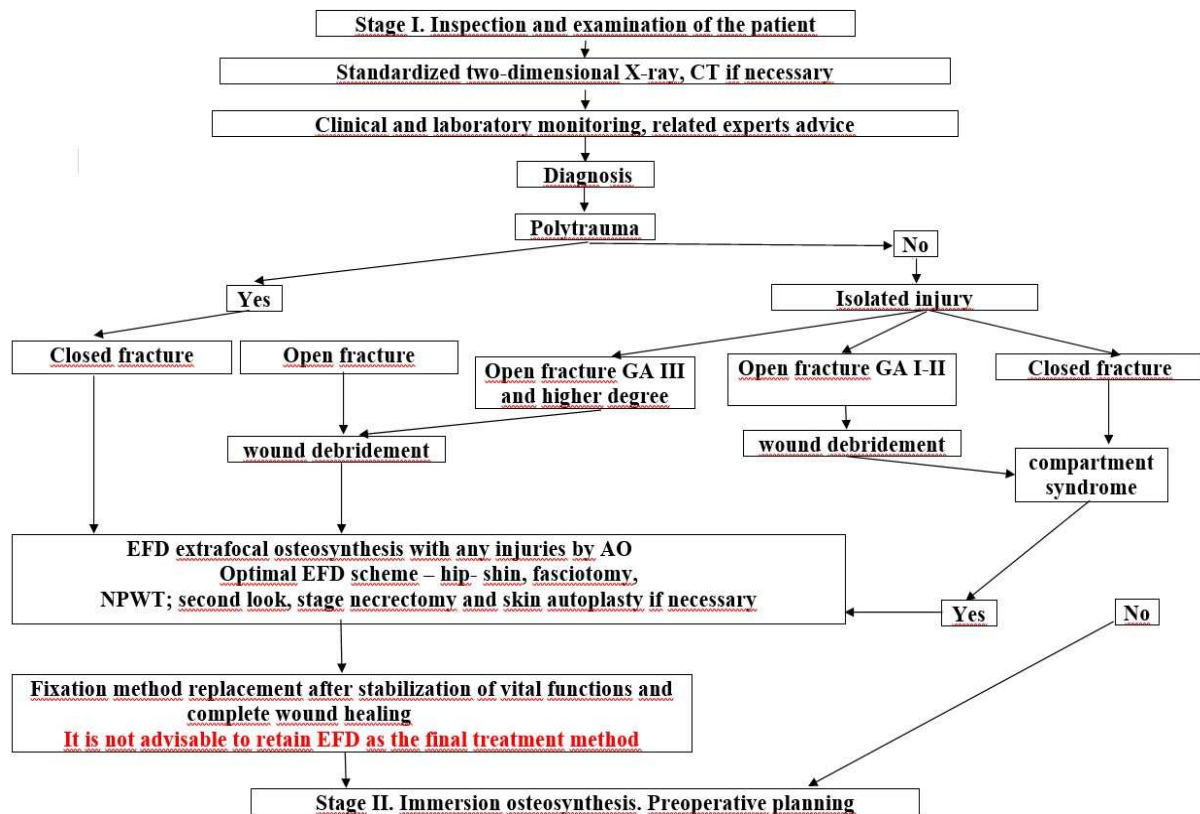 Stage I. Inspection and examination of the patient
Standardized two-dimensional X-ray, CT if necessary
Clinical and laboratory monitoring, related experts advice
Diagnosis
Polytrauma
No
Yes
Isolated injury
Closed fracture
Open fracture
Open fracture GA III
and higher degree
Open fracture GA I-II
Closed fracture
wound debridement
wound debridement
compartment
syndrome
EFD extrafocal osteosynthesis with any injuries by AO
Optimal EFD scheme – hip- shin, fasciotomy,
NPWT; second look, stage necrectomy and skin autoplasty if necessary
Yes
No
Fixation method replacement after stabilization of vital functions and
complete wound healing
It is not advisable to retain EFD as the final treatment method
Stage II. Immersion osteosynthesis. Preoperative planning